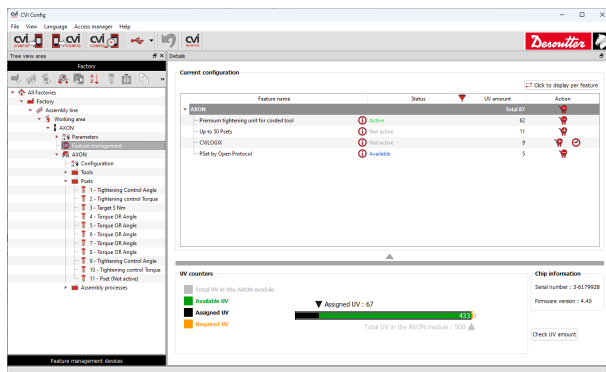 CVI Config
File View Language Access manager Help
CVI CONFIG CVI CONFIG CVI CONFIG CVI MONITOR Desoutter
Tree view area Details
Factory
All Factories
Factory
Assembly line
Working area
AXON
Parameters
Feature management
AXON
Configuration
Tools
Psets
1 - Tightening Control Angle
2 - Tightening control Torque
3 - Target 5 Nm
4 - Torque OR Angle
5 - Torque OR Angle
6 - Torque OR Angle
7 - Torque OR Angle
8 - Torque OR Angle
9 - Tightening Control Angle
10 - Tightening control Torque
11 - Pset (Not active)
Assembly processes
Feature management devices
Current configuration
Click to display per feature
Feature name Status UV amount Action
AXON Total 87
Premium tightening unit for corded tool Active 62
Up to 50 Psets Not active 11
CVILOGIX Not active 9
PSet by Open Protocol Available 5
UV counters
Total UV in the AXON module
Available UV
Assigned UV
Required UV
Assigned UV : 67
433
Total UV in the AXON module : 500
Chip information
Serial number : 3-6179928
Firmware version : 4.40
Check UV amount